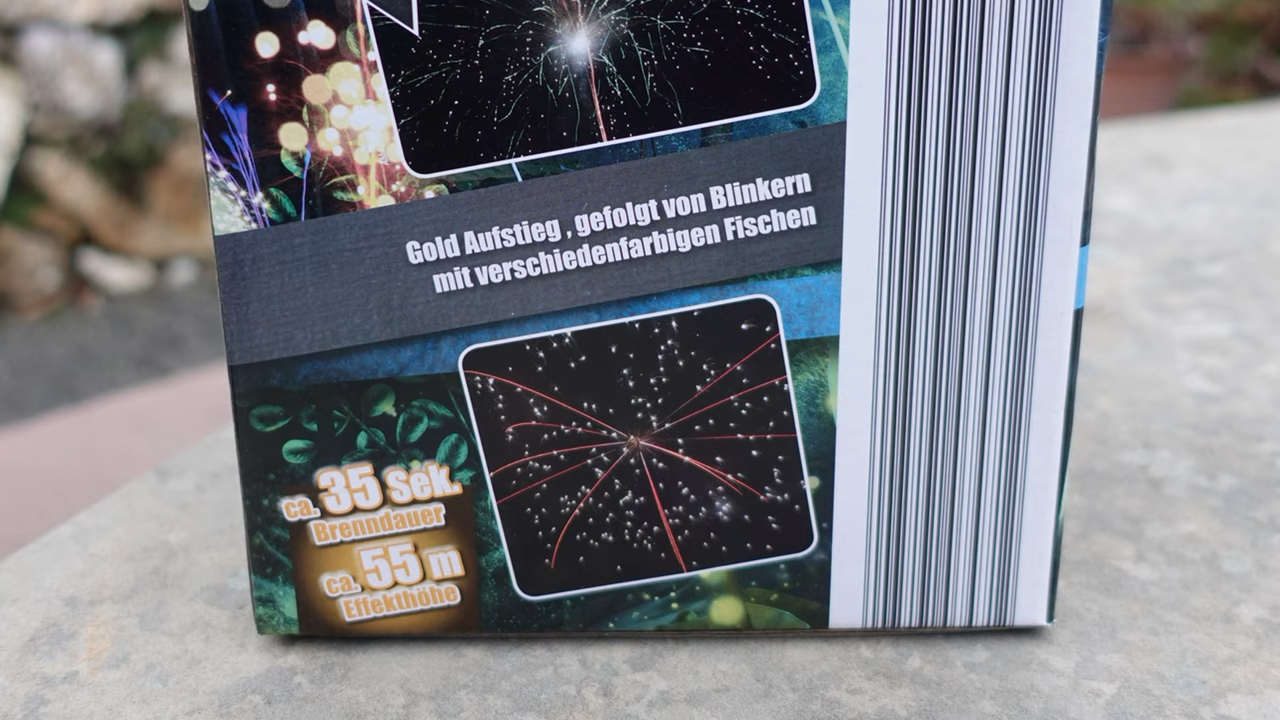 Gold Aufstieg , gefolgt von Blinkern
mit verschiedenfarbigen Fischen
ca. 35 sek.
Brenndauer
ca. 55 m
Effekthöhe